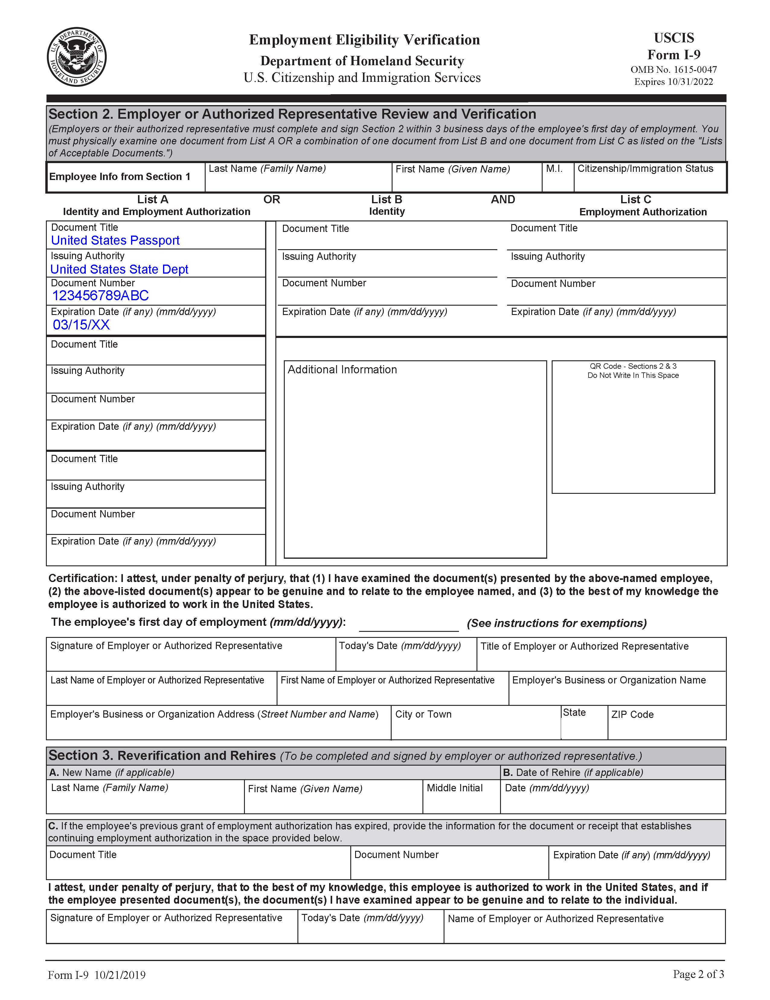 U.S. DEPARTMENT OF HOMELAND SECURITY
Employment Eligibility Verification
Department of Homeland Security
U.S. Citizenship and Immigration Services
USCIS
Form I-9
OMB No. 1615-0047
Expires 10/31/2022
Section 2. Employer or Authorized Representative Review and Verification
(Employers or their authorized representative must complete and sign Section 2 within 3 business days of the employee's first day of employment. You
must physically examine one document from List A OR a combination of one document from List B and one document from List C as listed on the "Lists
of Acceptable Documents.")
Employee Info from Section 1
Last Name (Family Name)
First Name (Given Name)
M.I.
Citizenship/Immigration Status
List A
Identity and Employment Authorization
OR
List B
Identity
AND
List C
Employment Authorization
Document Title
United States Passport
Issuing Authority
United States State Dept
Document Number
123456789ABC
Expiration Date (if any) (mm/dd/yyyy)
03/15/XX
Document Title
Issuing Authority
Document Number
Expiration Date (if any) (mm/dd/yyyy)
Document Title
Issuing Authority
Document Number
Expiration Date (if any) (mm/dd/yyyy)
Document Title
Issuing Authority
Document Number
Expiration Date (if any) (mm/dd/yyyy)
Document Title
Issuing Authority
Document Number
Expiration Date (if any) (mm/dd/yyyy)
Additional Information
QR Code - Sections 2 & 3
Do Not Write In This Space
Certification: I attest, under penalty of perjury, that (1) I have examined the document(s) presented by the above-named employee,
(2) the above-listed document(s) appear to be genuine and to relate to the employee named, and (3) to the best of my knowledge the
employee is authorized to work in the United States.
The employee's first day of employment (mm/dd/yyyy):
(See instructions for exemptions)
Signature of Employer or Authorized Representative
Today's Date (mm/dd/yyyy)
Title of Employer or Authorized Representative
Last Name of Employer or Authorized Representative
First Name of Employer or Authorized Representative
Employer's Business or Organization Name
Employer's Business or Organization Address (Street Number and Name)
City or Town
State
ZIP Code
Section 3. Reverification and Rehires (To be completed and signed by employer or authorized representative.)
A. New Name (if applicable)
B. Date of Rehire (if applicable)
Last Name (Family Name)
First Name (Given Name)
Middle Initial
Date (mm/dd/yyyy)
C. If the employee's previous grant of employment authorization has expired, provide the information for the document or receipt that establishes
continuing employment authorization in the space provided below.
Document Title
Document Number
Expiration Date (if any) (mm/dd/yyyy)
I attest, under penalty of perjury, that to the best of my knowledge, this employee is authorized to work in the United States, and if
the employee presented document(s), the document(s) I have examined appear to be genuine and to relate to the individual.
Signature of Employer or Authorized Representative
Today's Date (mm/dd/yyyy)
Name of Employer or Authorized Representative
Form I-9  10/21/2019
Page 2 of 3